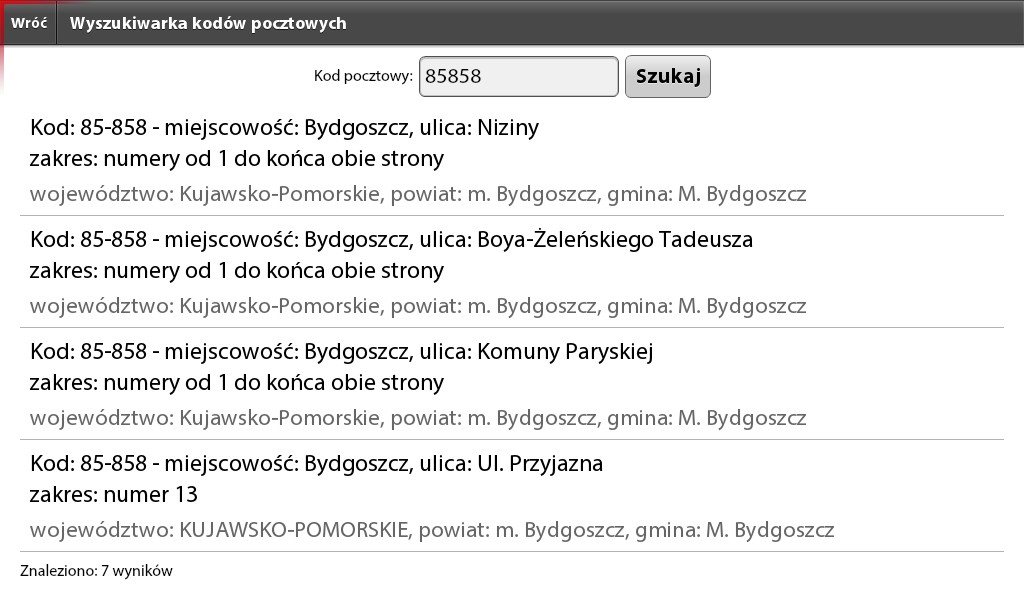 Wróć
Wyszukiwarka kodów pocztowych
Kod pocztowy: 85858 Szukaj
Kod: 85-858 - miejscowość: Bydgoszcz, ulica: Niziny
zakres: numery od 1 do końca obie strony
województwo: Kujawsko-Pomorskie, powiat: m. Bydgoszcz, gmina: M. Bydgoszcz
Kod: 85-858 - miejscowość: Bydgoszcz, ulica: Boya-Żeleńskiego Tadeusza
zakres: numery od 1 do końca obie strony
województwo: Kujawsko-Pomorskie, powiat: m. Bydgoszcz, gmina: M. Bydgoszcz
Kod: 85-858 - miejscowość: Bydgoszcz, ulica: Komuny Paryskiej
zakres: numery od 1 do końca obie strony
województwo: Kujawsko-Pomorskie, powiat: m. Bydgoszcz, gmina: M. Bydgoszcz
Kod: 85-858 - miejscowość: Bydgoszcz, ulica: Ul. Przyjazna
zakres: numer 13
województwo: KUJAWSKO-POMORSKIE, powiat: m. Bydgoszcz, gmina: M. Bydgoszcz
Znaleziono: 7 wyników